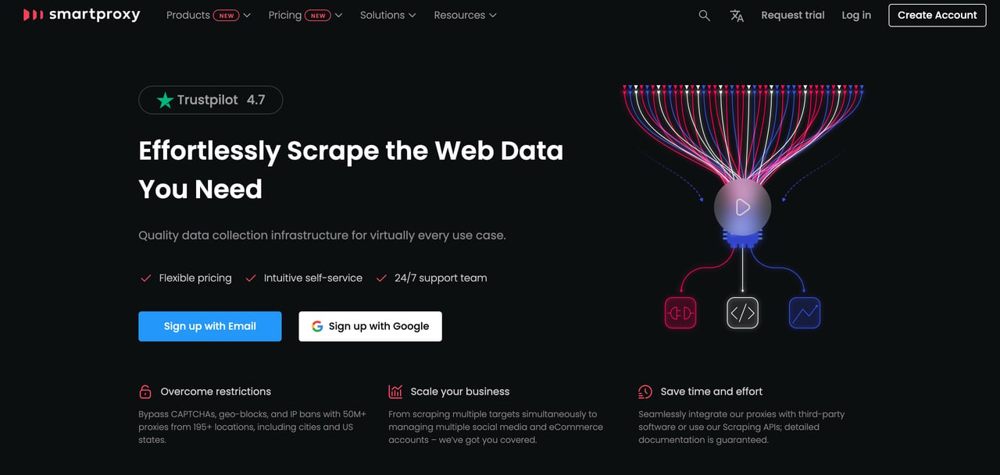 smartproxy
Products NEW
Pricing NEW
Solutions
Resources
Request trial
Log in
Create Account
Trustpilot 4.7
Effortlessly Scrape the Web Data
You Need
Quality data collection infrastructure for virtually every use case.
Flexible pricing
Intuitive self-service
24/7 support team
Sign up with Email
Sign up with Google
Overcome restrictions
Bypass CAPTCHAs, geo-blocks, and IP bans with 50M+
proxies from 195+ locations, including cities and US
states.
Scale your business
From scraping multiple targets simultaneously to
managing multiple social media and eCommerce
accounts – we've got you covered.
Save time and effort
Seamlessly integrate our proxies with third-party
software or use our Scraping APIs; detailed
documentation is guaranteed.